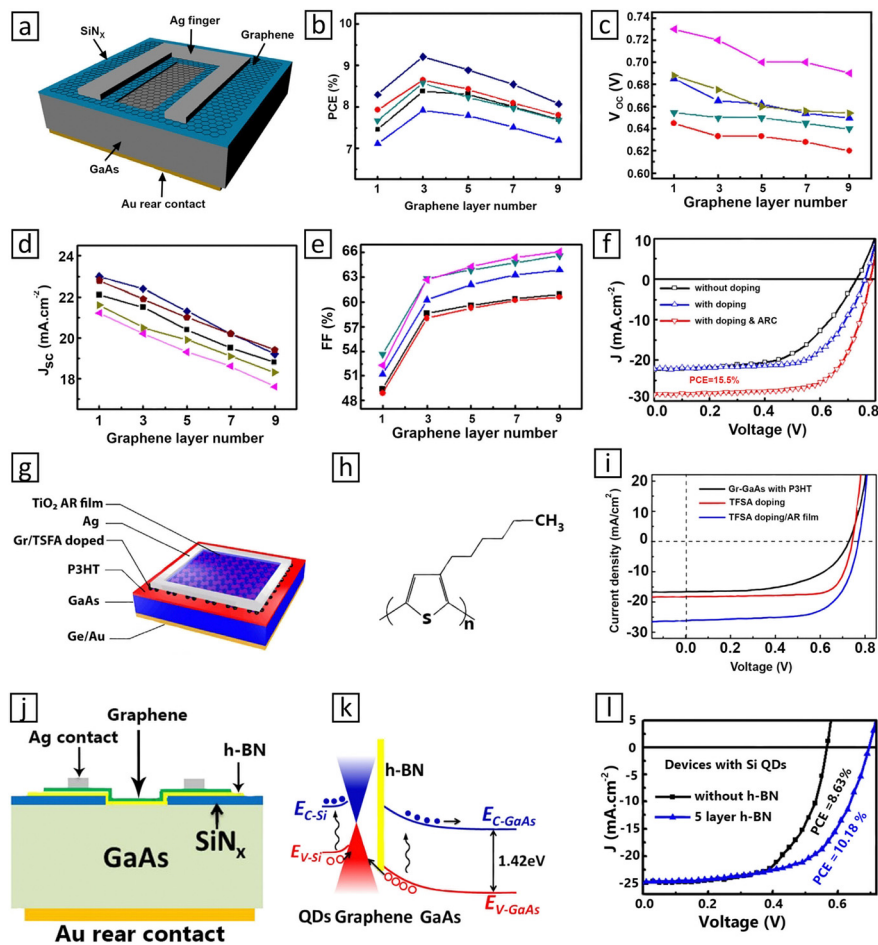 a
SiNX
Ag finger
Graphene
GaAs
Au rear contact
b
PCE (%)
10
9
8
7
1 3 5 7 9
Graphene layer number
c
VOC (V)
0.74
0.72
0.70
0.68
0.66
0.64
0.62
0.60
1 3 5 7 9
Graphene layer number
d
JSC (mA.cm-2)
24
23
22
21
20
19
18
1 3 5 7 9
Graphene layer number
e
FF (%)
66
63
60
57
54
51
48
1 3 5 7 9
Graphene layer number
f
J (mA.cm-2)
10
0
-10
-20
-30
without doping
with doping
with doping & ARC
PCE=15.5%
0.0 0.2 0.4 0.6 0.8
Voltage (V)
g
TiO2 AR film
Ag
Gr/TSFA doped
P3HT
GaAs
Ge/Au
h
CH3
S
n
i
Current density (mA/cm2)
20
10
0
-10
-20
-30
Gr-GaAs with P3HT
TFSA doping
TFSA doping/AR film
0.0 0.2 0.4 0.6 0.8
Voltage (V)
j
Graphene
Ag contact
h-BN
SiNx
GaAs
Au rear contact
k
h-BN
EC-Si
EC-GaAs
EV-Si
1.42eV
EV-GaAs
QDs Graphene GaAs
l
J (mA.cm-2)
5
0
-5
-10
-15
-20
-25
Devices with Si QDs
without h-BN
5 layer h-BN
PCE =8.63%
PCE =10.18 %
0.0 0.2 0.4 0.6
Voltage (V)